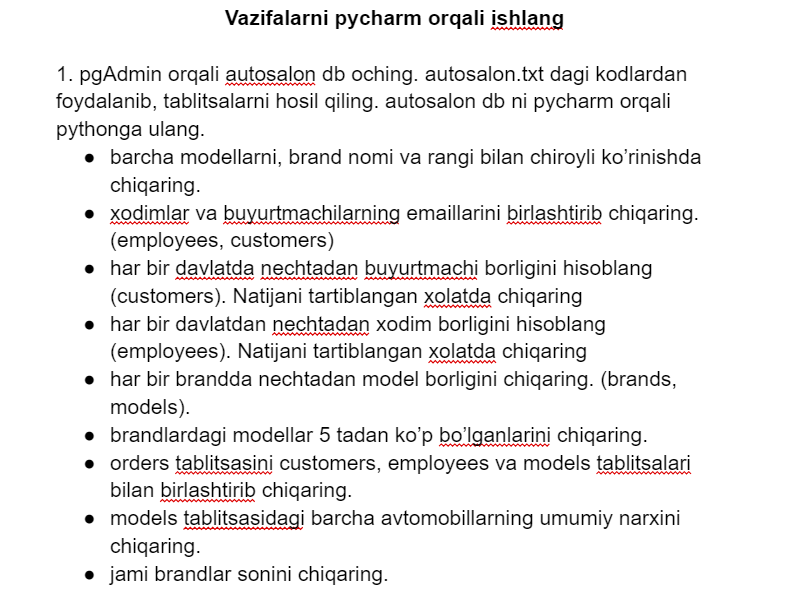 Vazifalarni pycharm orqali ishlang
1. pgAdmin orqali autosalon db oching. autosalon.txt dagi kodlardan
foydalanib, tablitsalarni hosil qiling. autosalon db ni pycharm orqali
pythonga ulang.
● barcha modellarni, brand nomi va rangi bilan chiroyli ko’rinishda
chiqaring.
● xodimlar va buyurtmachilarning emaillarini birlashtirib chiqaring.
(employees, customers)
● har bir davlatda nechtadan buyurtmachi borligini hisoblang
(customers). Natijani tartiblangan xolatda chiqaring
● har bir davlatdan nechtadan xodim borligini hisoblang
(employees). Natijani tartiblangan xolatda chiqaring
● har bir brandda nechtadan model borligini chiqaring. (brands,
models).
● brandlardagi modellar 5 tadan ko’p bo’lganlarini chiqaring.
● orders tablitsasini customers, employees va models tablitsalari
bilan birlashtirib chiqaring.
● models tablitsasidagi barcha avtomobillarning umumiy narxini
chiqaring.
● jami brandlar sonini chiqaring.